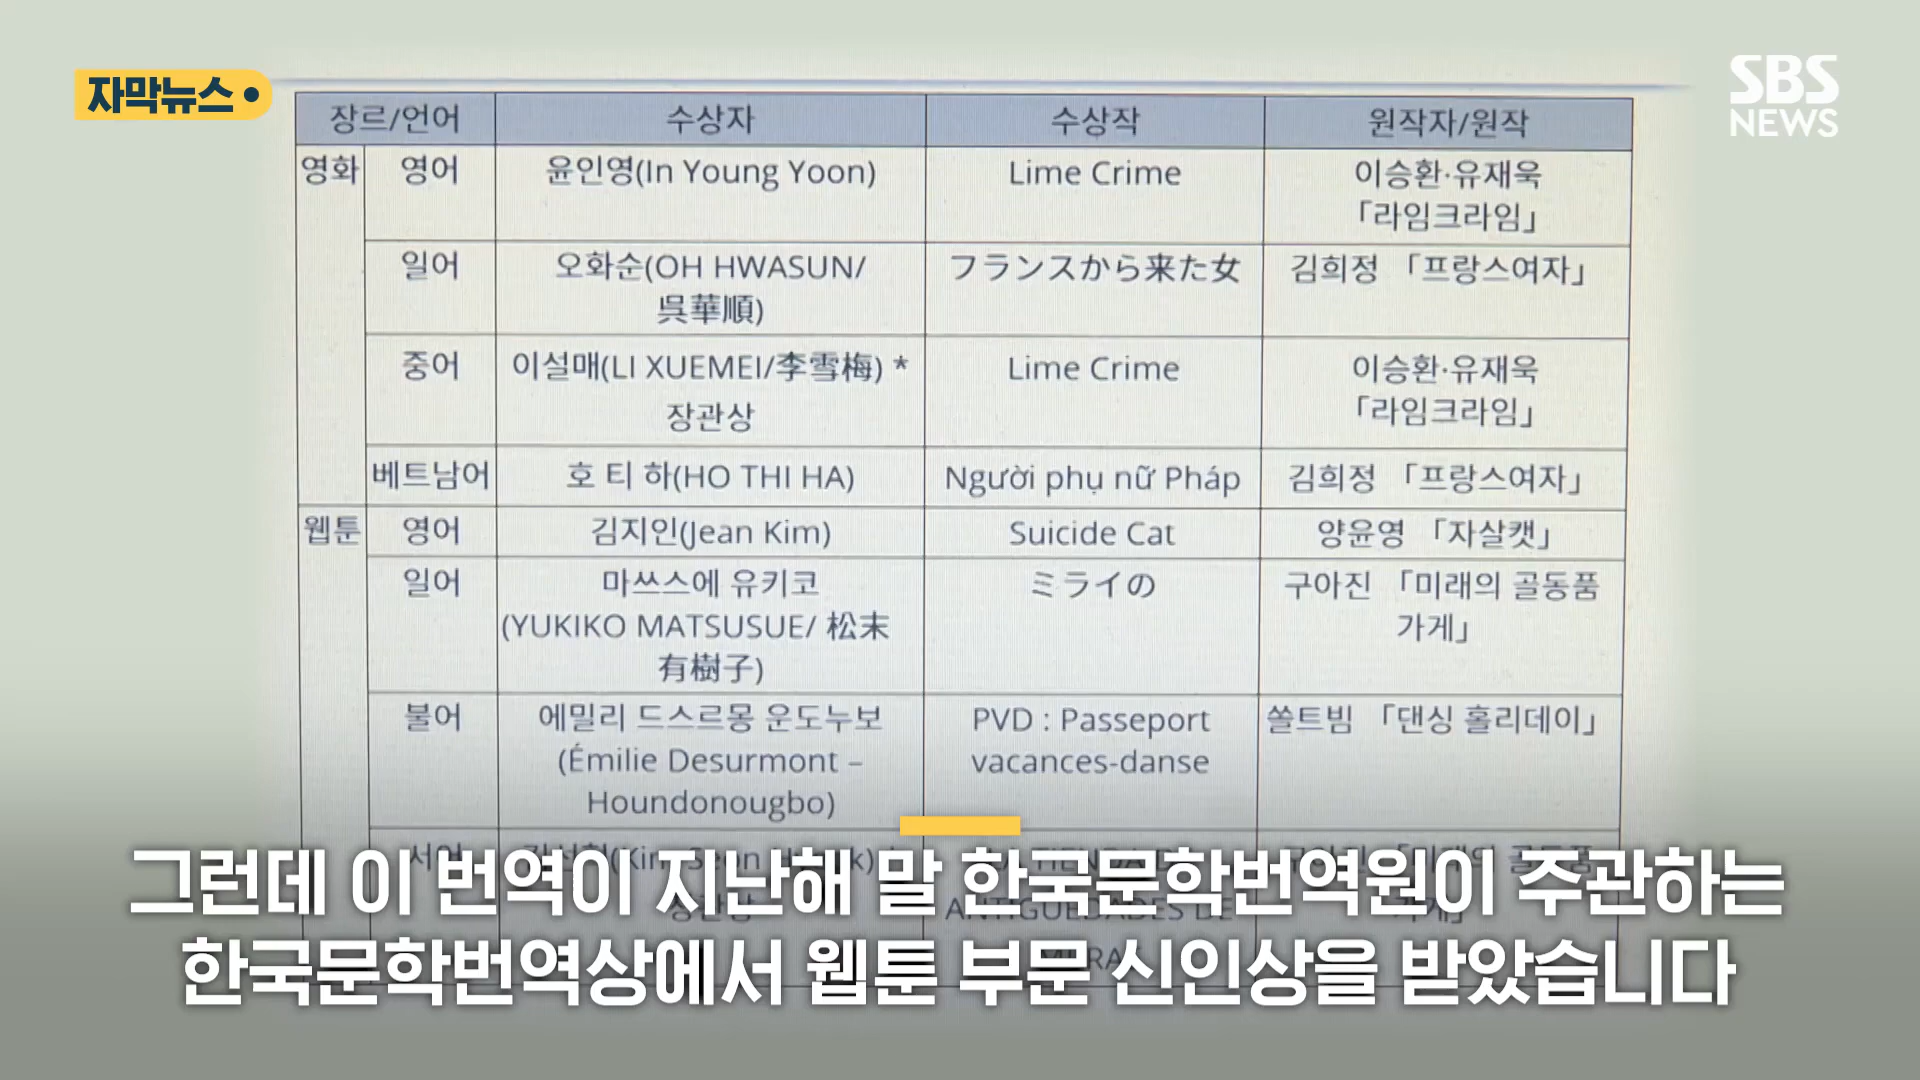 자막뉴스
SBS
NEWS
장르/언어 수상자 수상작 원작자/원작
영화 영어 윤인영(In Young Yoon) Lime Crime 이승환·유재욱
「라임크라임」
일어 오화순(OH HWASUN/ フランスから来た女 김희정 「프랑스여자」
呉華順)
중어 이설매(LI XUEMEI/李雪梅) * Lime Crime 이승환·유재욱
장관상 「라임크라임」
베트남어 호 티 하(HO THI HA) Người phụ nữ Pháp 김희정 「프랑스여자」
웹툰 영어 김지인(Jean Kim) Suicide Cat 양윤영 「자살캣」
일어 마쓰스에 유키코 ミライの 구아진 「미래의 골동품
(YUKIKO MATSUSUE/ 松末 가게」
有樹子)
불어 에밀리 드스르몽 운도누보 PVD : Passeport 쏠트빔 「댄싱 홀리데이」
(Émilie Desurmont – vacances-danse
Houndonougbo)
서어
ANTIGUEDADES DE
그런데 이 번역이 지난해 말 한국문학번역원이 주관하는
한국문학번역상에서 웹툰 부문 신인상을 받았습니다